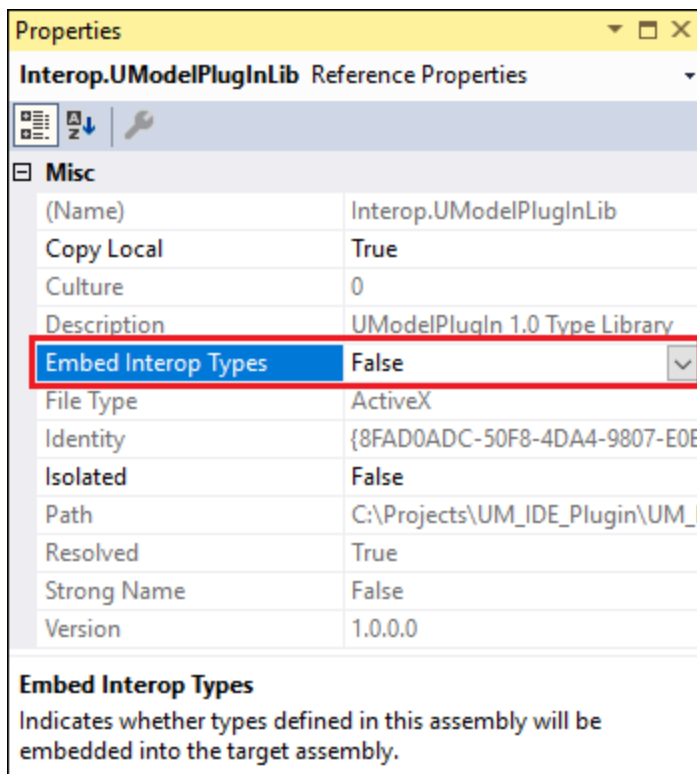 Properties
Interop.UModelPlugInLib Reference Properties
Misc
(Name) Interop.UModelPlugInLib
Copy Local True
Culture 0
Description UModelPlugIn 1.0 Type Library
Embed Interop Types False
File Type ActiveX
Identity {8FAD0ADC-50F8-4DA4-9807-E0
Isolated False
Path C:\Projects\UM_IDE_Plugin\UM_
Resolved True
Strong Name False
Version 1.0.0.0
Embed Interop Types
Indicates whether types defined in this assembly will be
embedded into the target assembly.